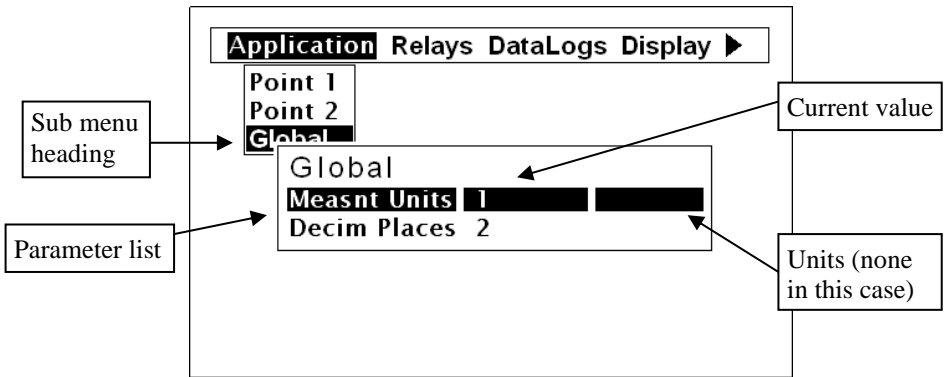 Application Relays DataLogs Display
Point 1
Point 2
Global
Global
Measnt Units 1
Decim Places 2
Sub menu
heading
Parameter list
Current value
Units (none
in this case)